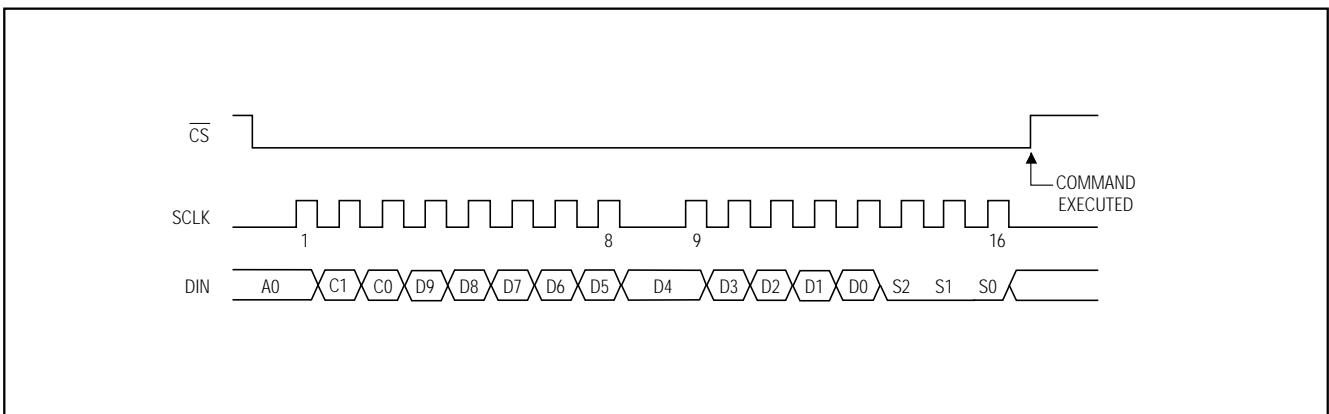 CS
COMMAND
EXECUTED
SCLK
1 8 9 16
DIN A0 C1 C0 D9 D8 D7 D6 D5 D4 D3 D2 D1 D0 S2 S1 S0